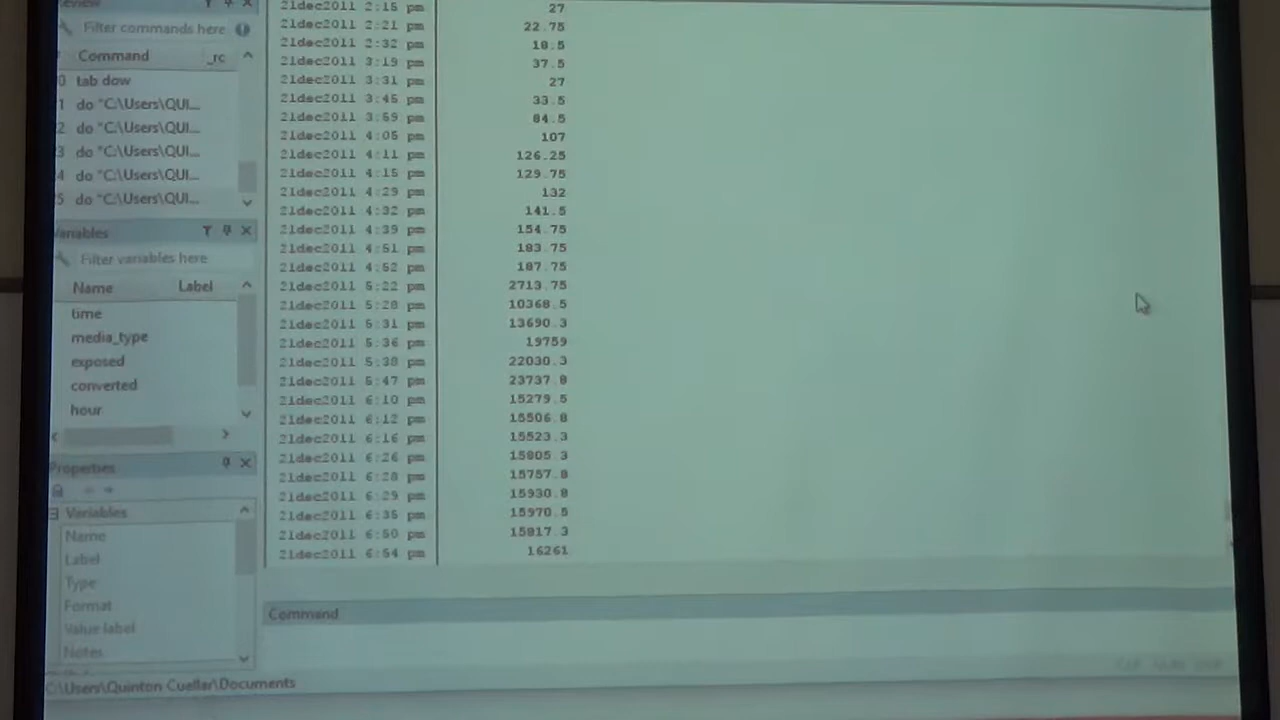 21dec2011 2:15 pm 27
Filter commands here
21dec2011 2:21 pm 22.75
Command _rc
21dec2011 2:32 pm 18.5
21dec2011 3:19 pm 37.5
0 tab dow
21dec2011 3:31 pm 27
1 do "C:\Users\QUI...
21dec2011 3:45 pm 33.5
2 do "C:\Users\QUI...
21dec2011 3:59 pm 84.5
3 do "C:\Users\QUI...
21dec2011 4:05 pm 107
4 do "C:\Users\QUI...
21dec2011 4:11 pm 126.25
5 do "C:\Users\QUI...
21dec2011 4:15 pm 129.75
21dec2011 4:29 pm 132
21dec2011 4:32 pm 141.5
Variables
21dec2011 4:39 pm 154.75
Filter variables here
21dec2011 4:51 pm 183.75
21dec2011 4:52 pm 187.75
Name Label
21dec2011 5:22 pm 2713.75
time
21dec2011 5:28 pm 10368.5
media_type
21dec2011 5:31 pm 13690.3
exposed
21dec2011 5:36 pm 19759
converted
21dec2011 5:38 pm 22030.3
hour
21dec2011 5:47 pm 23737.8
21dec2011 6:10 pm 15279.5
21dec2011 6:12 pm 15506.8
21dec2011 6:16 pm 15523.3
Properties
21dec2011 6:26 pm 15805.3
21dec2011 6:28 pm 15757.8
21dec2011 6:29 pm 15930.8
Variables
21dec2011 6:35 pm 15970.5
Name
21dec2011 6:50 pm 15817.3
Label
21dec2011 6:54 pm 16261
Type
Format
Value label
Notes
Command
C:\Users\Quinton Cuellar\Documents